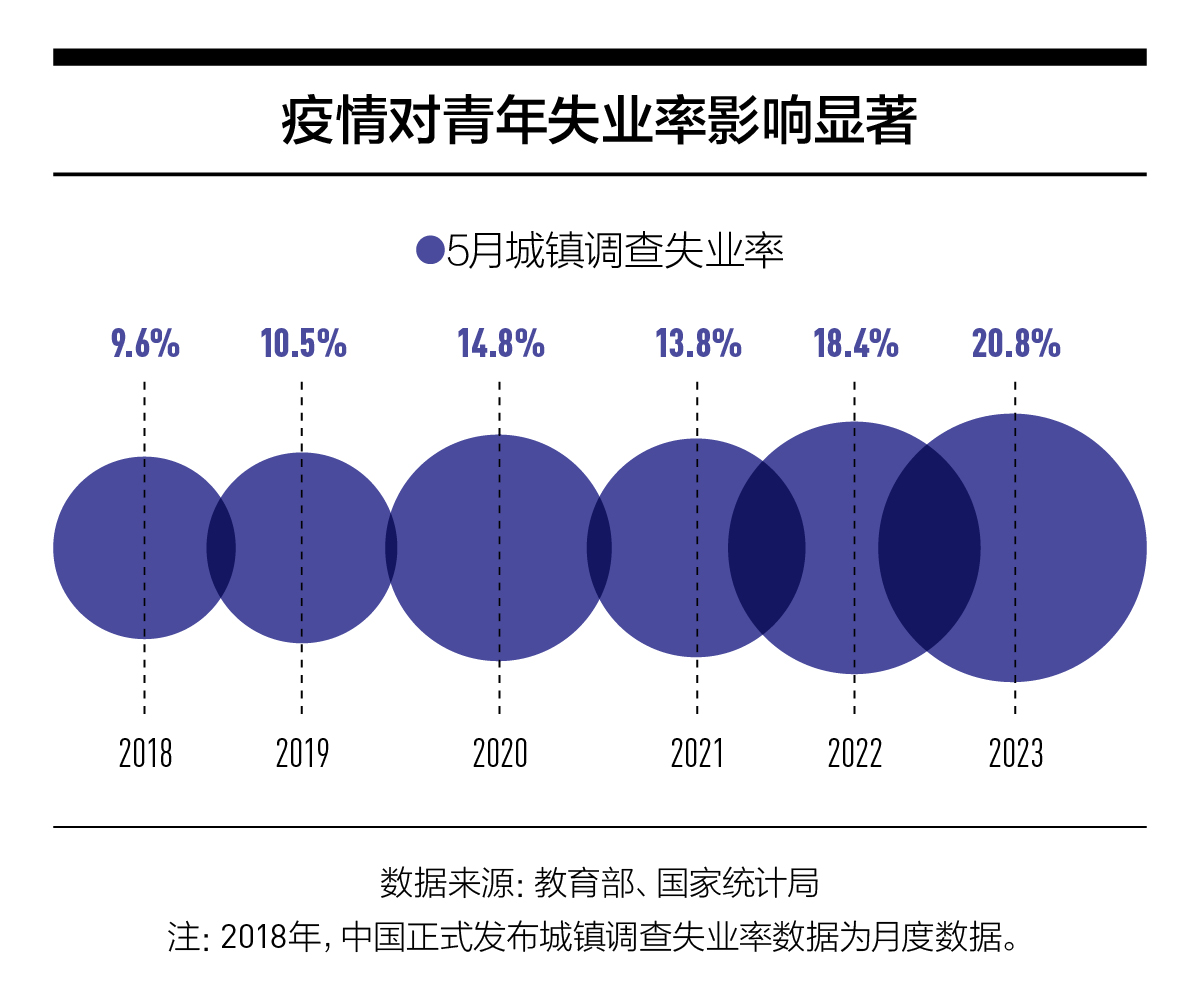 疫情对青年失业率影响显著
5月城镇调查失业率
9.6% 10.5% 14.8% 13.8% 18.4% 20.8%
2018 2019 2020 2021 2022 2023
数据来源：教育部、国家统计局
注：2018年，中国正式发布城镇调查失业率数据为月度数据。